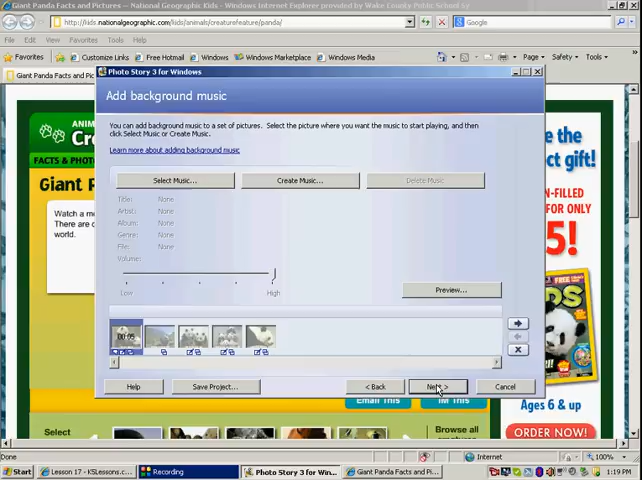 Giant Panda Facts and Pictures -- National Geographic Kids - Windows Internet Explorer provided by Wake County Public School
http://kids.nationalgeographic.com/kids/animals/creaturefeature/panda/
Google
File Edit Favorites Tools Help
Favorites Customize Links Free Hotmail Windows Windows Marketplace Windows Media
Page Safety Tools
Giant Panda Facts and Pic
Photo Story 3 for Windows
Add background music
You can add background music to a set of pictures. Select the picture where you want the music to start playing, and then
click Select Music or Create Music.
Learn more about adding background music
Select Music... Create Music... Delete Music
Title: None
Artist: None
Album: None
Genre: None
File: None
Volume:
Low High
Preview...
Help Save Project... < Back Next > Cancel
ANIM
Cre
FACTS & PHOTO
Giant P
Watch a m
There are o
world.
the
ect gift!
N-FILLED
FOR ONLY
5!
KIDS
Ages 6 & up
ORDER NOW!
Email This IM This
Select
Browse all
Done
Internet
100%
Start Lesson 17 - KSLessons.c... Recording Photo Story 3 for Win... Giant Panda Facts and Pi...
1:19 PM